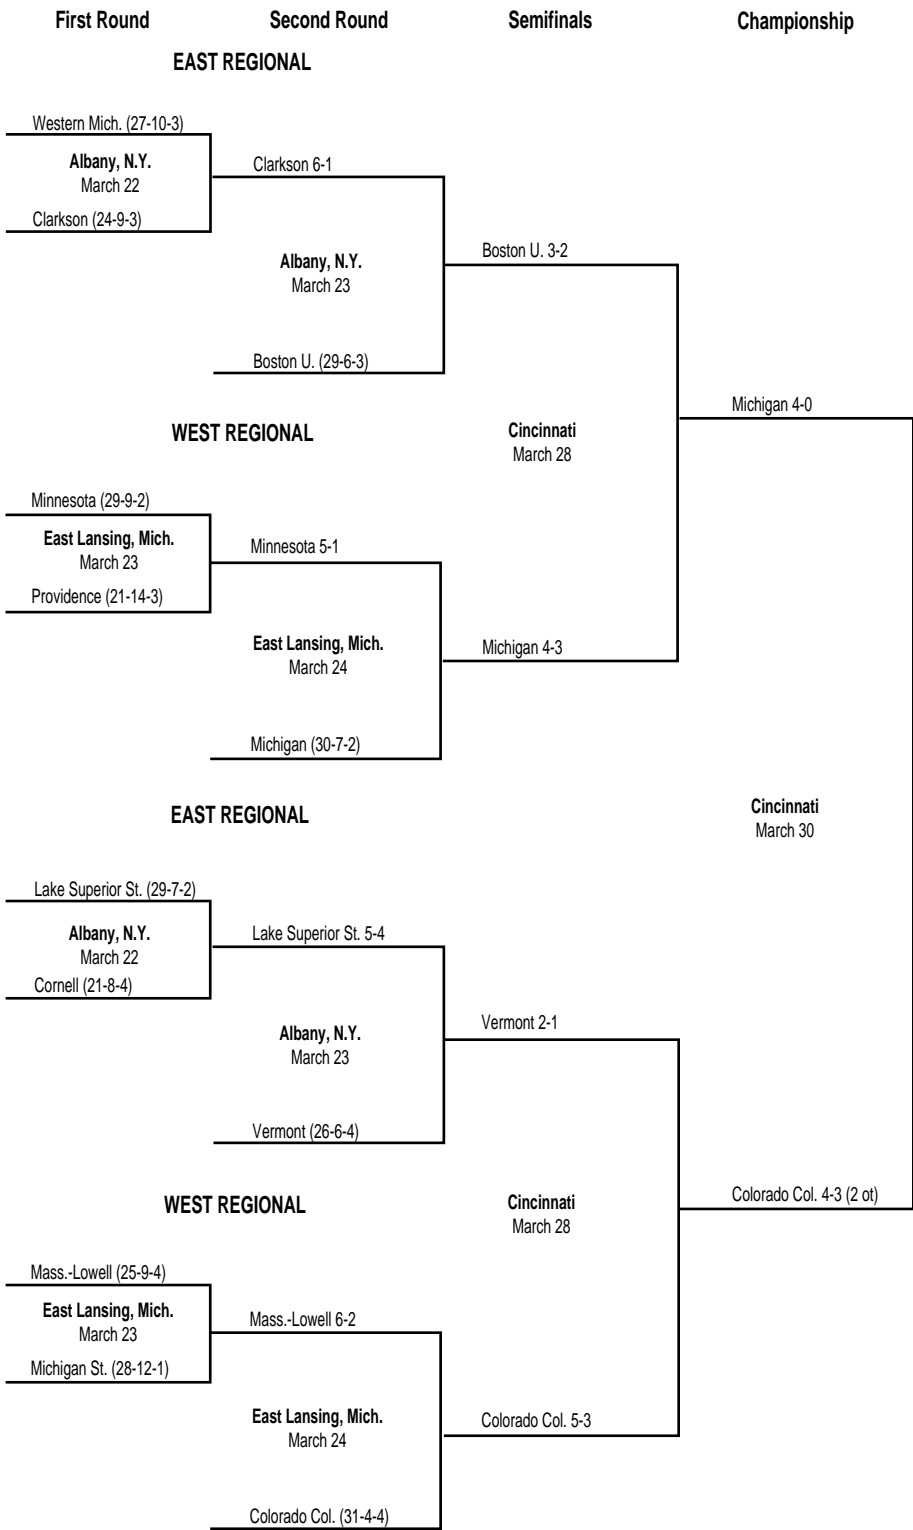 First Round Second Round Semifinals Championship
EAST REGIONAL
Western Mich. (27-10-3)
Albany, N.Y.
March 22
Clarkson (24-9-3)
Clarkson 6-1
Albany, N.Y.
March 23
Boston U. (29-6-3)
Boston U. 3-2
WEST REGIONAL
Minnesota (29-9-2)
East Lansing, Mich.
March 23
Providence (21-14-3)
Minnesota 5-1
East Lansing, Mich.
March 24
Michigan (30-7-2)
Michigan 4-3
Cincinnati
March 28
Michigan 4-0
EAST REGIONAL
Lake Superior St. (29-7-2)
Albany, N.Y.
March 22
Cornell (21-8-4)
Lake Superior St. 5-4
Albany, N.Y.
March 23
Vermont (26-6-4)
Vermont 2-1
WEST REGIONAL
Mass.-Lowell (25-9-4)
East Lansing, Mich.
March 23
Michigan St. (28-12-1)
Mass.-Lowell 6-2
East Lansing, Mich.
March 24
Colorado Col. (31-4-4)
Colorado Col. 5-3
Cincinnati
March 28
Colorado Col. 4-3 (2 ot)
Cincinnati
March 30